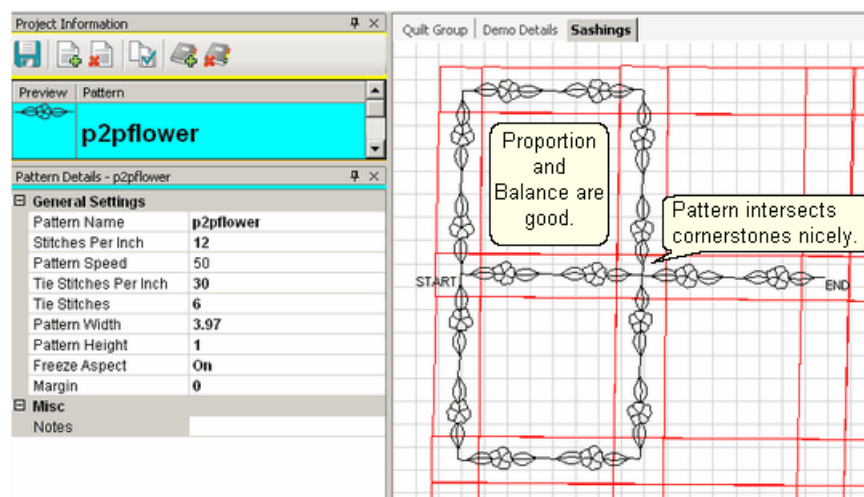 Project Information
Preview Pattern
p2pflower
Pattern Details - p2pflower
General Settings
Pattern Name p2pflower
Stitches Per Inch 12
Pattern Speed 50
Tie Stitches Per Inch 30
Tie Stitches 6
Pattern Width 3.97
Pattern Height 1
Freeze Aspect On
Margin 0
Misc
Notes
Quilt Group Demo Details Sashings
Proportion
and
Balance are
good.
Pattern intersects
cornerstones nicely.
START
END